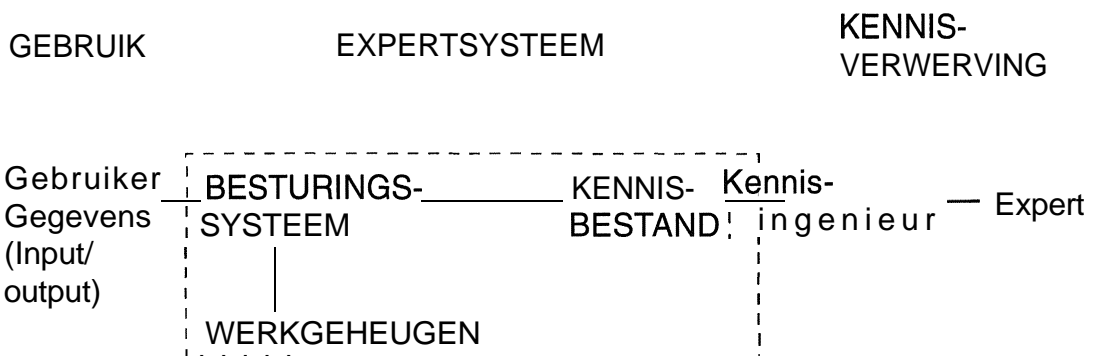 GEBRUIK EXPERTSYSTEEM KENNIS-
VERWERVING
Gebruiker BESTURINGS- KENNIS- Kennis-
Gegevens SYSTEEM BESTAND ingenieur Expert
(Input/
output)
WERKGEHEUGEN